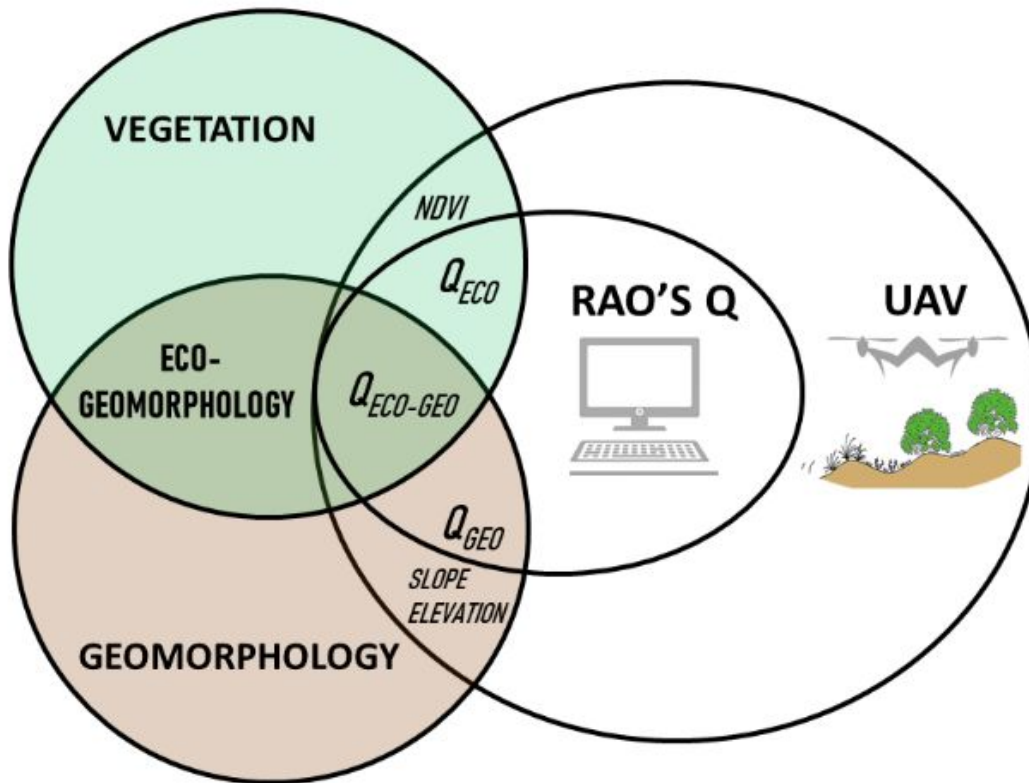 VEGETATION
NDVI
Q_ECO
RAO'S Q
UAV
ECO-
GEOMORPHOLOGY
Q_ECO-GEO
Q_GEO
SLOPE
ELEVATION
GEOMORPHOLOGY